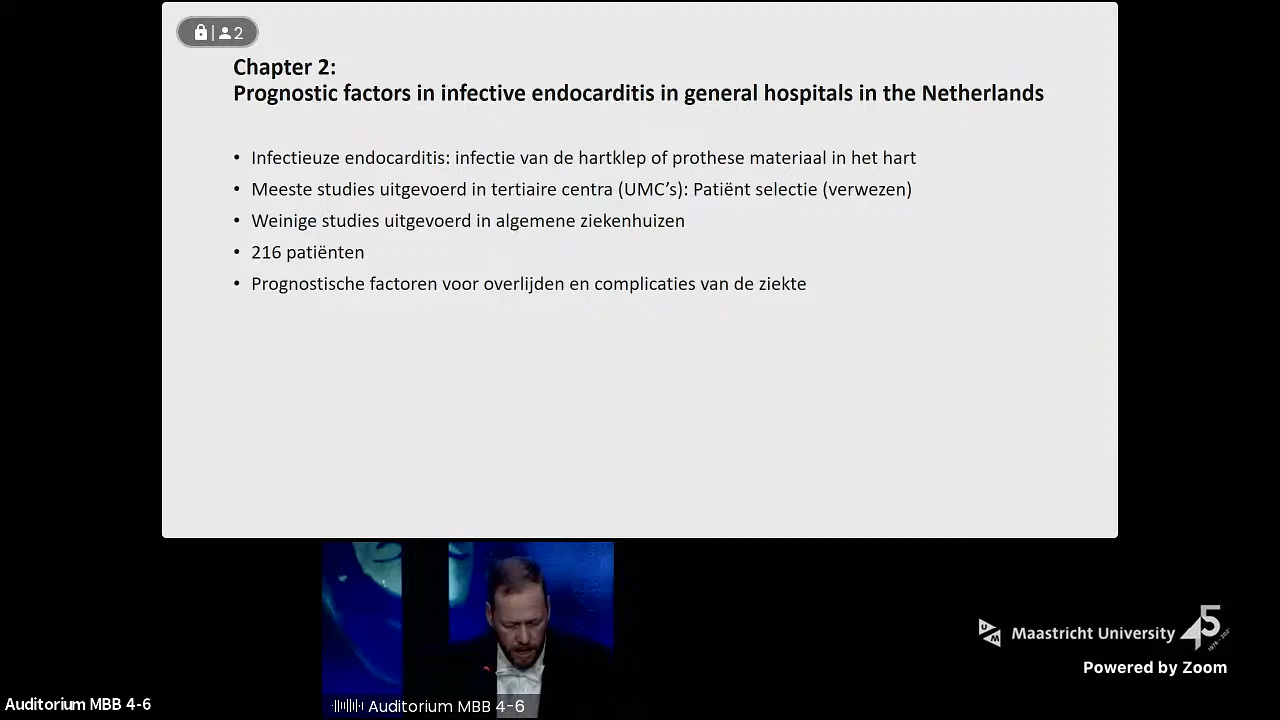 2
Chapter 2:
Prognostic factors in infective endocarditis in general hospitals in the Netherlands
• Infectieuze endocarditis: infectie van de hartklep of prothese materiaal in het hart
• Meeste studies uitgevoerd in tertiaire centra (UMC’s): Patiënt selectie (verwezen)
• Weinige studies uitgevoerd in algemene ziekenhuizen
• 216 patiënten
• Prognostische factoren voor overlijden en complicaties van de ziekte
UM
Maastricht University
45
Powered by Zoom
Auditorium MBB 4-6
Auditorium MBB 4-6